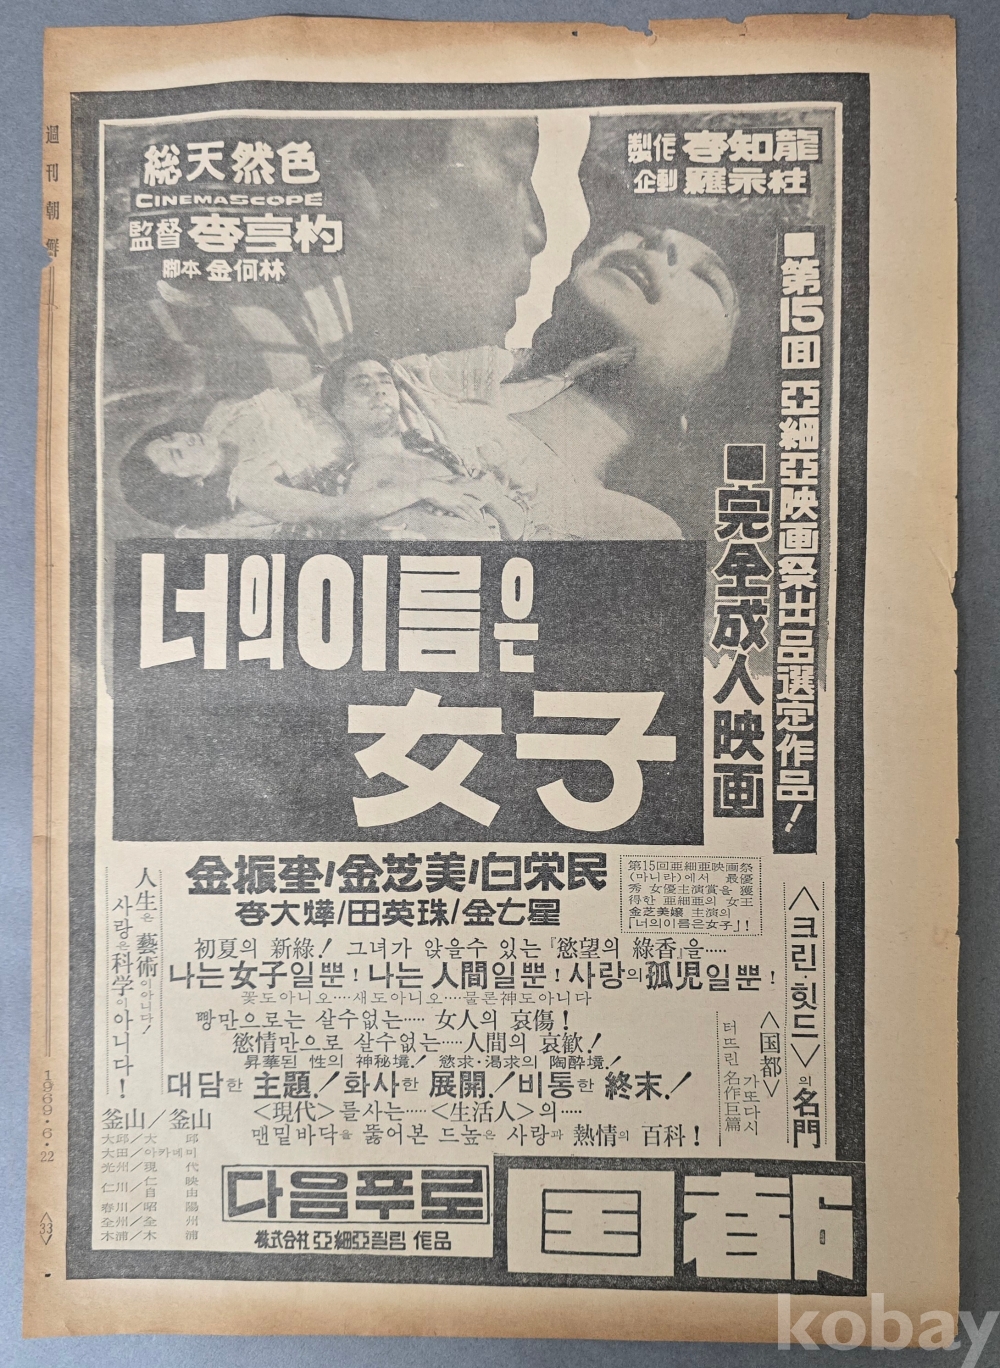 週刊朝鮮
総天然色
CINEMASCOPE
監督 李亨杓
脚本 金何林
製作 李知龍
企劃 羅示柱
■第15回 亞細亞映画祭出品選定作品!
■完全成人映画
너의 이름은
女子
金振奎/金芝美/白栄民
李大燁/田英珠/金七星
第15回亜細亜映画祭
(마니라)에서 最優
秀 女優主演賞을 獲
得한 亜細亜의 女王
金芝美孃 主演의
「너의이름은女子」!!
人生은 藝術이아니다!
사랑은科学이아니다!
初夏의 新綠! 그녀가 앉을수 있는『慾望의 綠香』을……
나는女子일뿐! 나는 人間일뿐! 사랑의孤児일뿐!
꽃도아니오……새도아니오……물론神도아니다
빵만으로는 살수없는…… 女人의 哀傷!
慾情만으로 살수없는……人間의 哀歡!
昇華된 性의 神秘境! 慾求·渴求의 陶酔境!
대담한 主題! 화사한 展開! 비통한 終末!
<現代>를사는……<生活人>의……
맨밑바닥을 뚫어본 드높은 사랑과 熱情의 百科!
<크린·힛드>의 名門
<国都>가 또다시
터뜨린 名作巨篇
釜山/釜山
大邱/大邱
大田/아카데미
光州/現代
仁川/仁映
自由
春川/昭陽
全州/全州
木浦/木浦
다음푸로
株式会社 亞細亞필림 作品
国都
1969.6.22
<33>
kobay